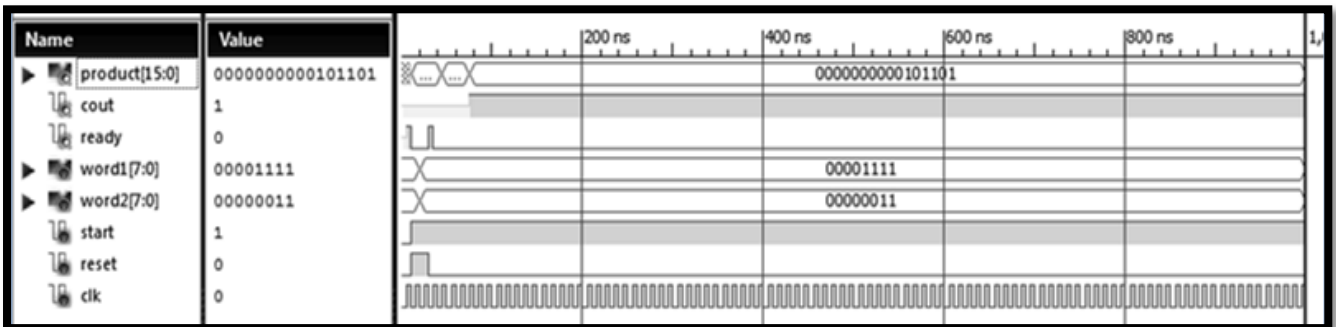 Name Value 200 ns 400 ns 600 ns 800 ns 1,
product[15:0] 0000000000101101 ... ... 0000000000101101
cout 1
ready 0
word1[7:0] 00001111 00001111
word2[7:0] 00000011 00000011
start 1
reset 0
clk 0